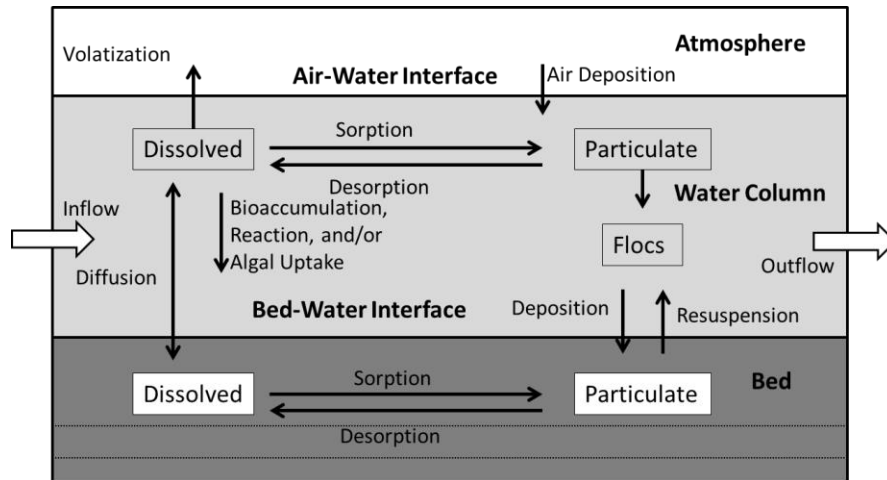 Atmosphere
Volatization
Air-Water Interface
Air Deposition
Sorption
Dissolved
Particulate
Desorption
Water Column
Inflow
Bioaccumulation,
Reaction, and/or
Algal Uptake
Flocs
Diffusion
Outflow
Bed-Water Interface
Deposition
Resuspension
Sorption
Bed
Dissolved
Particulate
Desorption